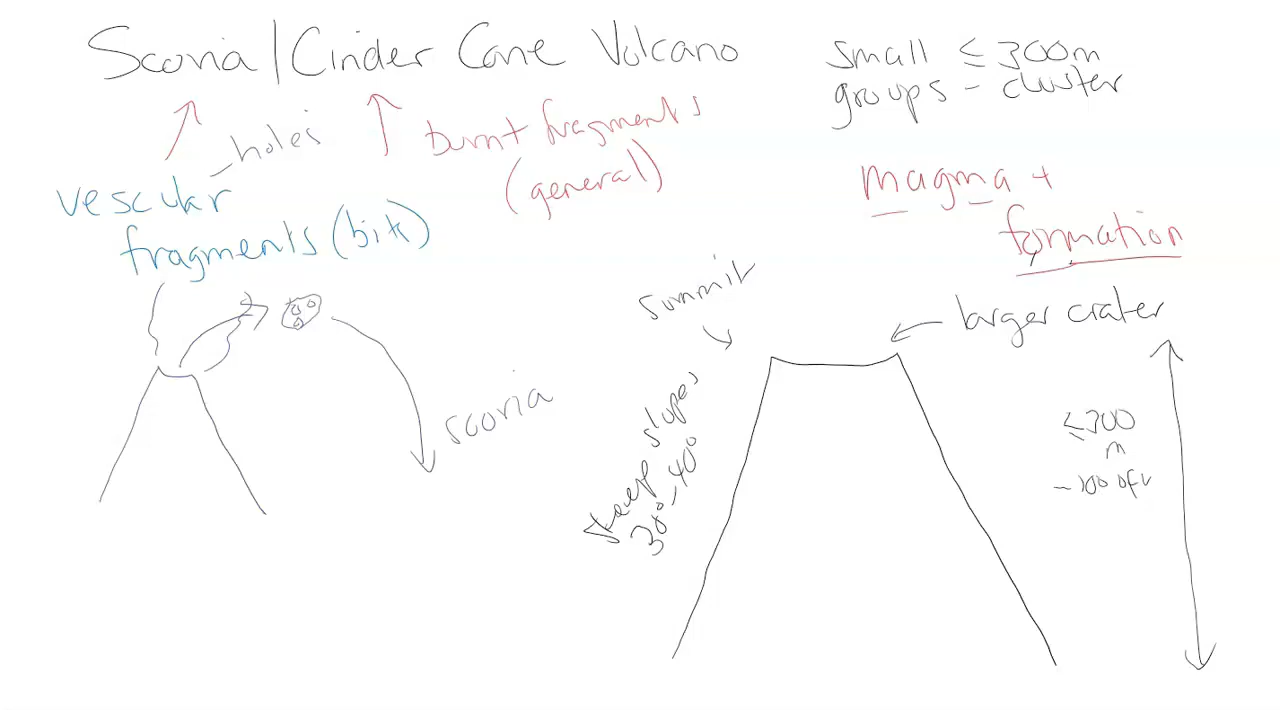 Scoria/Cinder Cone Volcano
small ≤ 300m
groups - cluster
holes
burnt fragments
(general)
vescular
fragments (bits)
magma +
formation
summit
larger crater
steep slopes
30°-40°
scoria
≤300
m